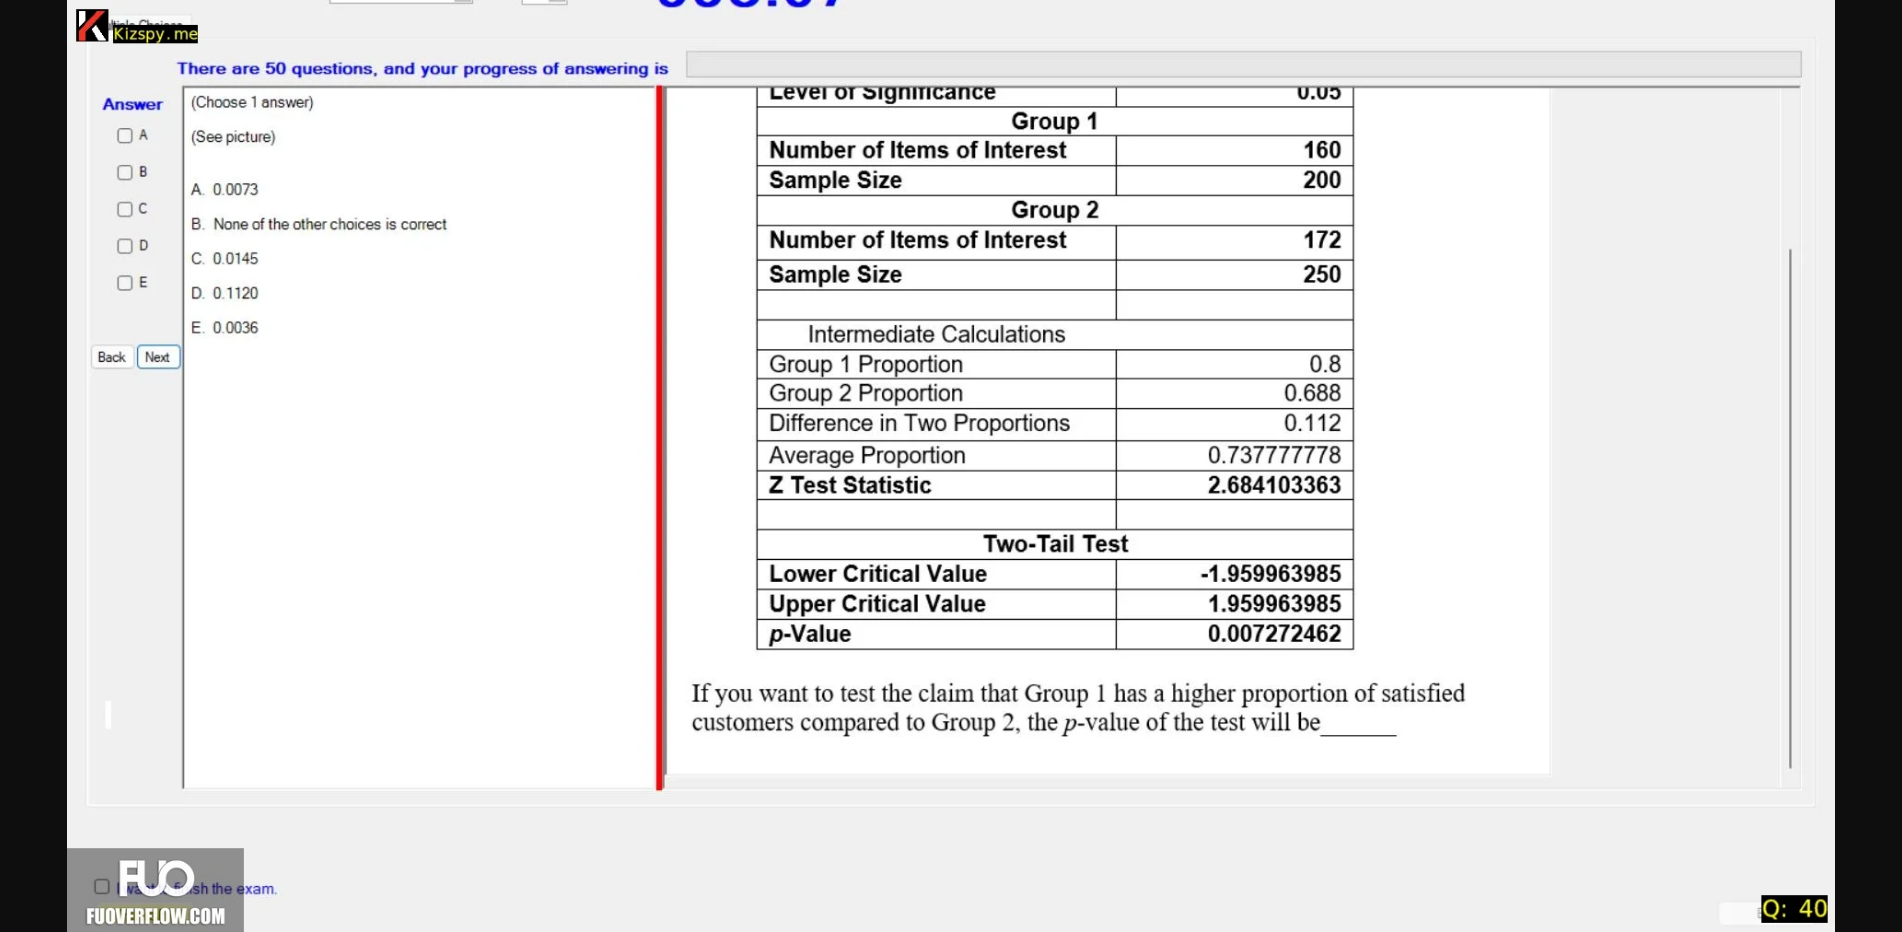 Kizspy.me
There are 50 questions, and your progress of answering is
Answer
A
B
C
D
E
Back Next
(Choose 1 answer)
(See picture)
A. 0.0073
B. None of the other choices is correct
C. 0.0145
D. 0.1120
E. 0.0036
Level of Significance 0.05
Group 1
Number of Items of Interest 160
Sample Size 200
Group 2
Number of Items of Interest 172
Sample Size 250
Intermediate Calculations
Group 1 Proportion 0.8
Group 2 Proportion 0.688
Difference in Two Proportions 0.112
Average Proportion 0.737777778
Z Test Statistic 2.684103363
Two-Tail Test
Lower Critical Value -1.959963985
Upper Critical Value 1.959963985
p-Value 0.007272462
If you want to test the claim that Group 1 has a higher proportion of satisfied
customers compared to Group 2, the p-value of the test will be______
FUO
the exam.
FUOVERFLOW.COM
Q: 40